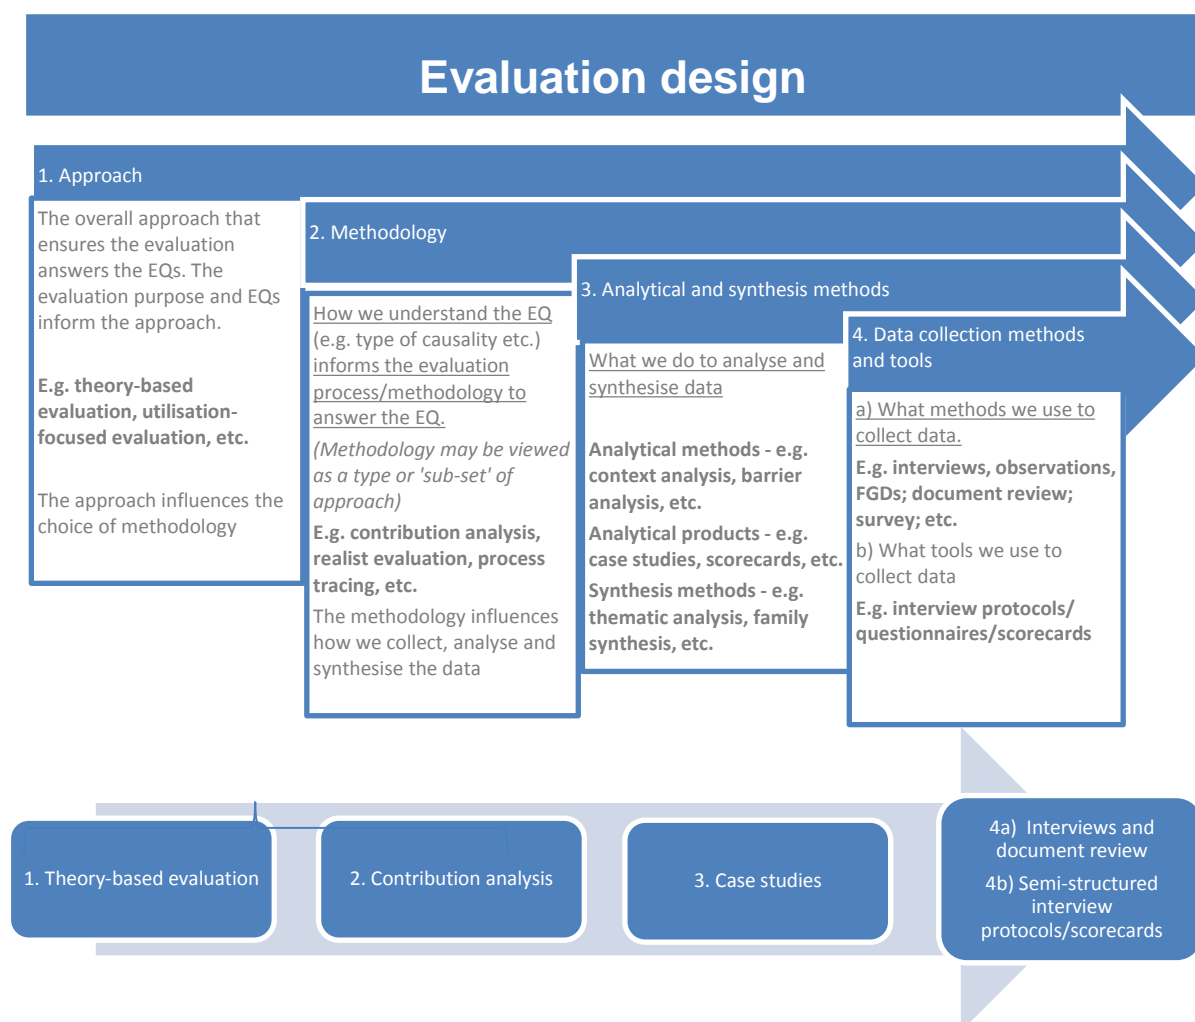 Evaluation design
1. Approach
The overall approach that
ensures the evaluation
answers the EQs. The
evaluation purpose and EQs
inform the approach.
E.g. theory-based
evaluation, utilisation-
focused evaluation, etc.
The approach influences the
choice of methodology
2. Methodology
How we understand the EQ
(e.g. type of causality etc.)
informs the evaluation
process/methodology to
answer the EQ.
(Methodology may be viewed
as a type or 'sub-set' of
approach)
E.g. contribution analysis,
realist evaluation, process
tracing, etc.
The methodology influences
how we collect, analyse and
synthesise the data
3. Analytical and synthesis methods
What we do to analyse and
synthesise data
Analytical methods - e.g.
context analysis, barrier
analysis, etc.
Analytical products - e.g.
case studies, scorecards, etc.
Synthesis methods - e.g.
thematic analysis, family
synthesis, etc.
4. Data collection methods
and tools
a) What methods we use to
collect data.
E.g. interviews, observations,
FGDs; document review;
survey; etc.
b) What tools we use to
collect data
E.g. interview protocols/
questionnaires/scorecards
1. Theory-based evaluation
2. Contribution analysis
3. Case studies
4a) Interviews and
document review
4b) Semi-structured
interview
protocols/scorecards